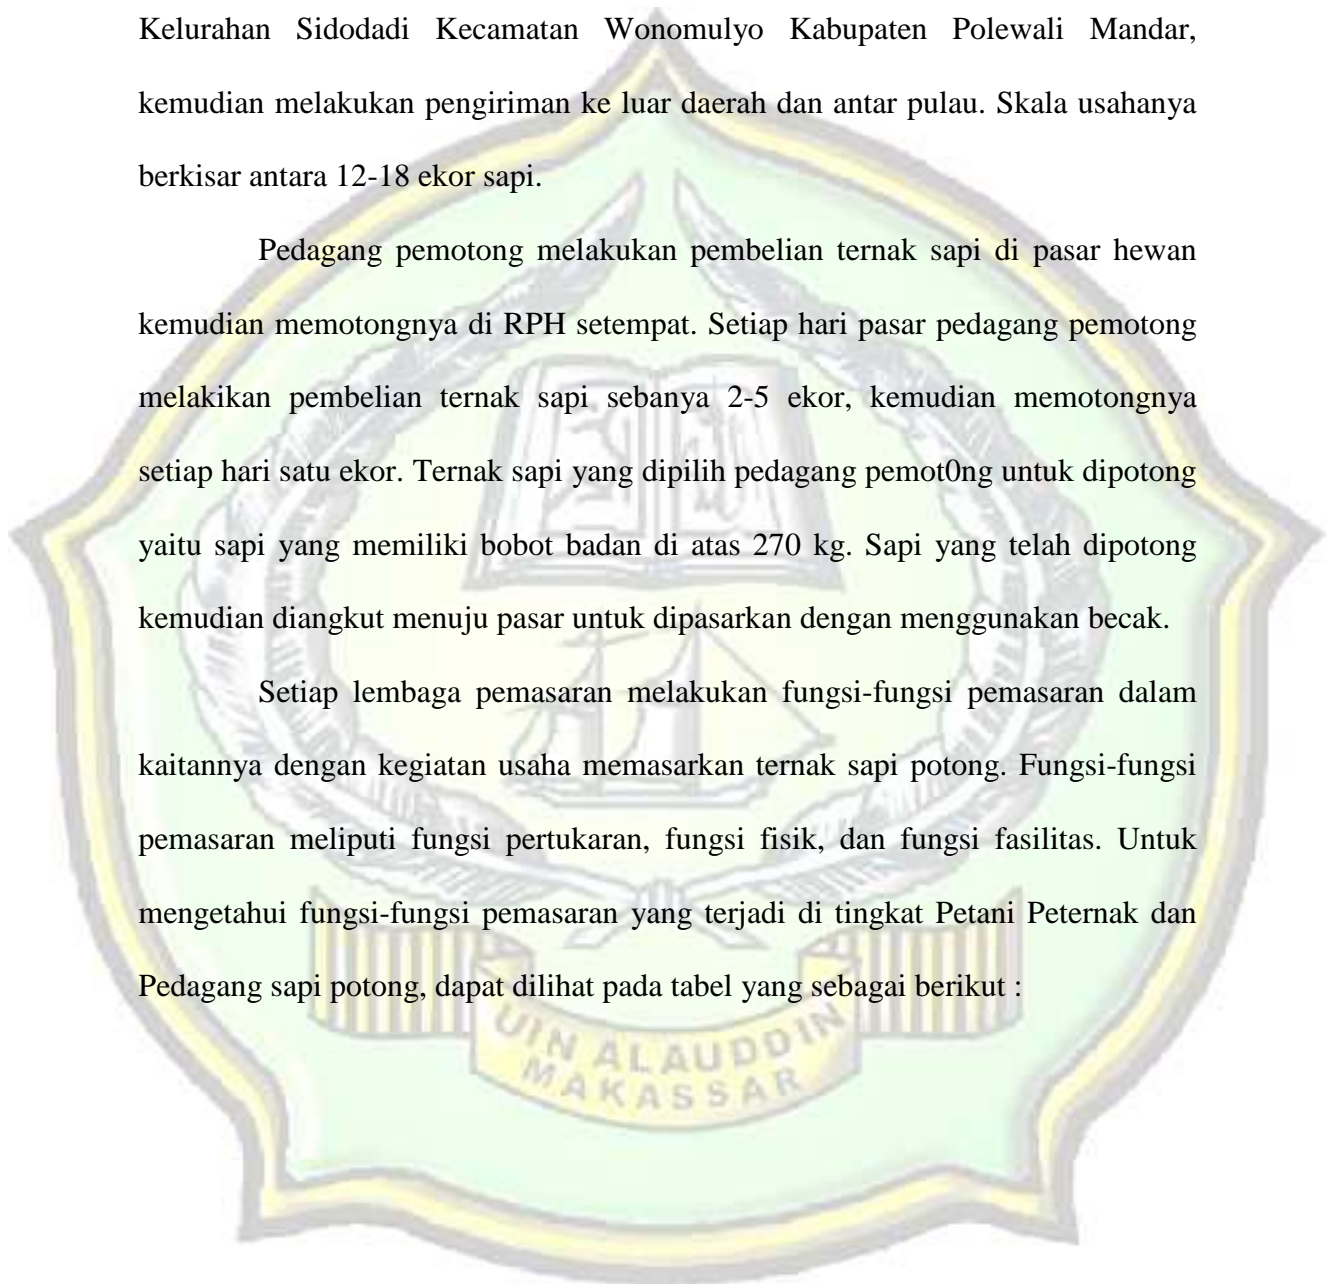 Kelurahan Sidodadi Kecamatan Wonomulyo Kabupaten Polewali Mandar,
kemudian melakukan pengiriman ke luar daerah dan antar pulau. Skala usahanya
berkisar antara 12-18 ekor sapi.
Pedagang pemotong melakukan pembelian ternak sapi di pasar hewan
kemudian memotongnya di RPH setempat. Setiap hari pasar pedagang pemotong
melakikan pembelian ternak sapi sebanya 2-5 ekor, kemudian memotongnya
setiap hari satu ekor. Ternak sapi yang dipilih pedagang pemot0ng untuk dipotong
yaitu sapi yang memiliki bobot badan di atas 270 kg. Sapi yang telah dipotong
kemudian diangkut menuju pasar untuk dipasarkan dengan menggunakan becak.
Setiap lembaga pemasaran melakukan fungsi-fungsi pemasaran dalam
kaitannya dengan kegiatan usaha memasarkan ternak sapi potong. Fungsi-fungsi
pemasaran meliputi fungsi pertukaran, fungsi fisik, dan fungsi fasilitas. Untuk
mengetahui fungsi-fungsi pemasaran yang terjadi di tingkat Petani Peternak dan
Pedagang sapi potong, dapat dilihat pada tabel yang sebagai berikut :
UIN ALAUDDIN
MAKASSAR